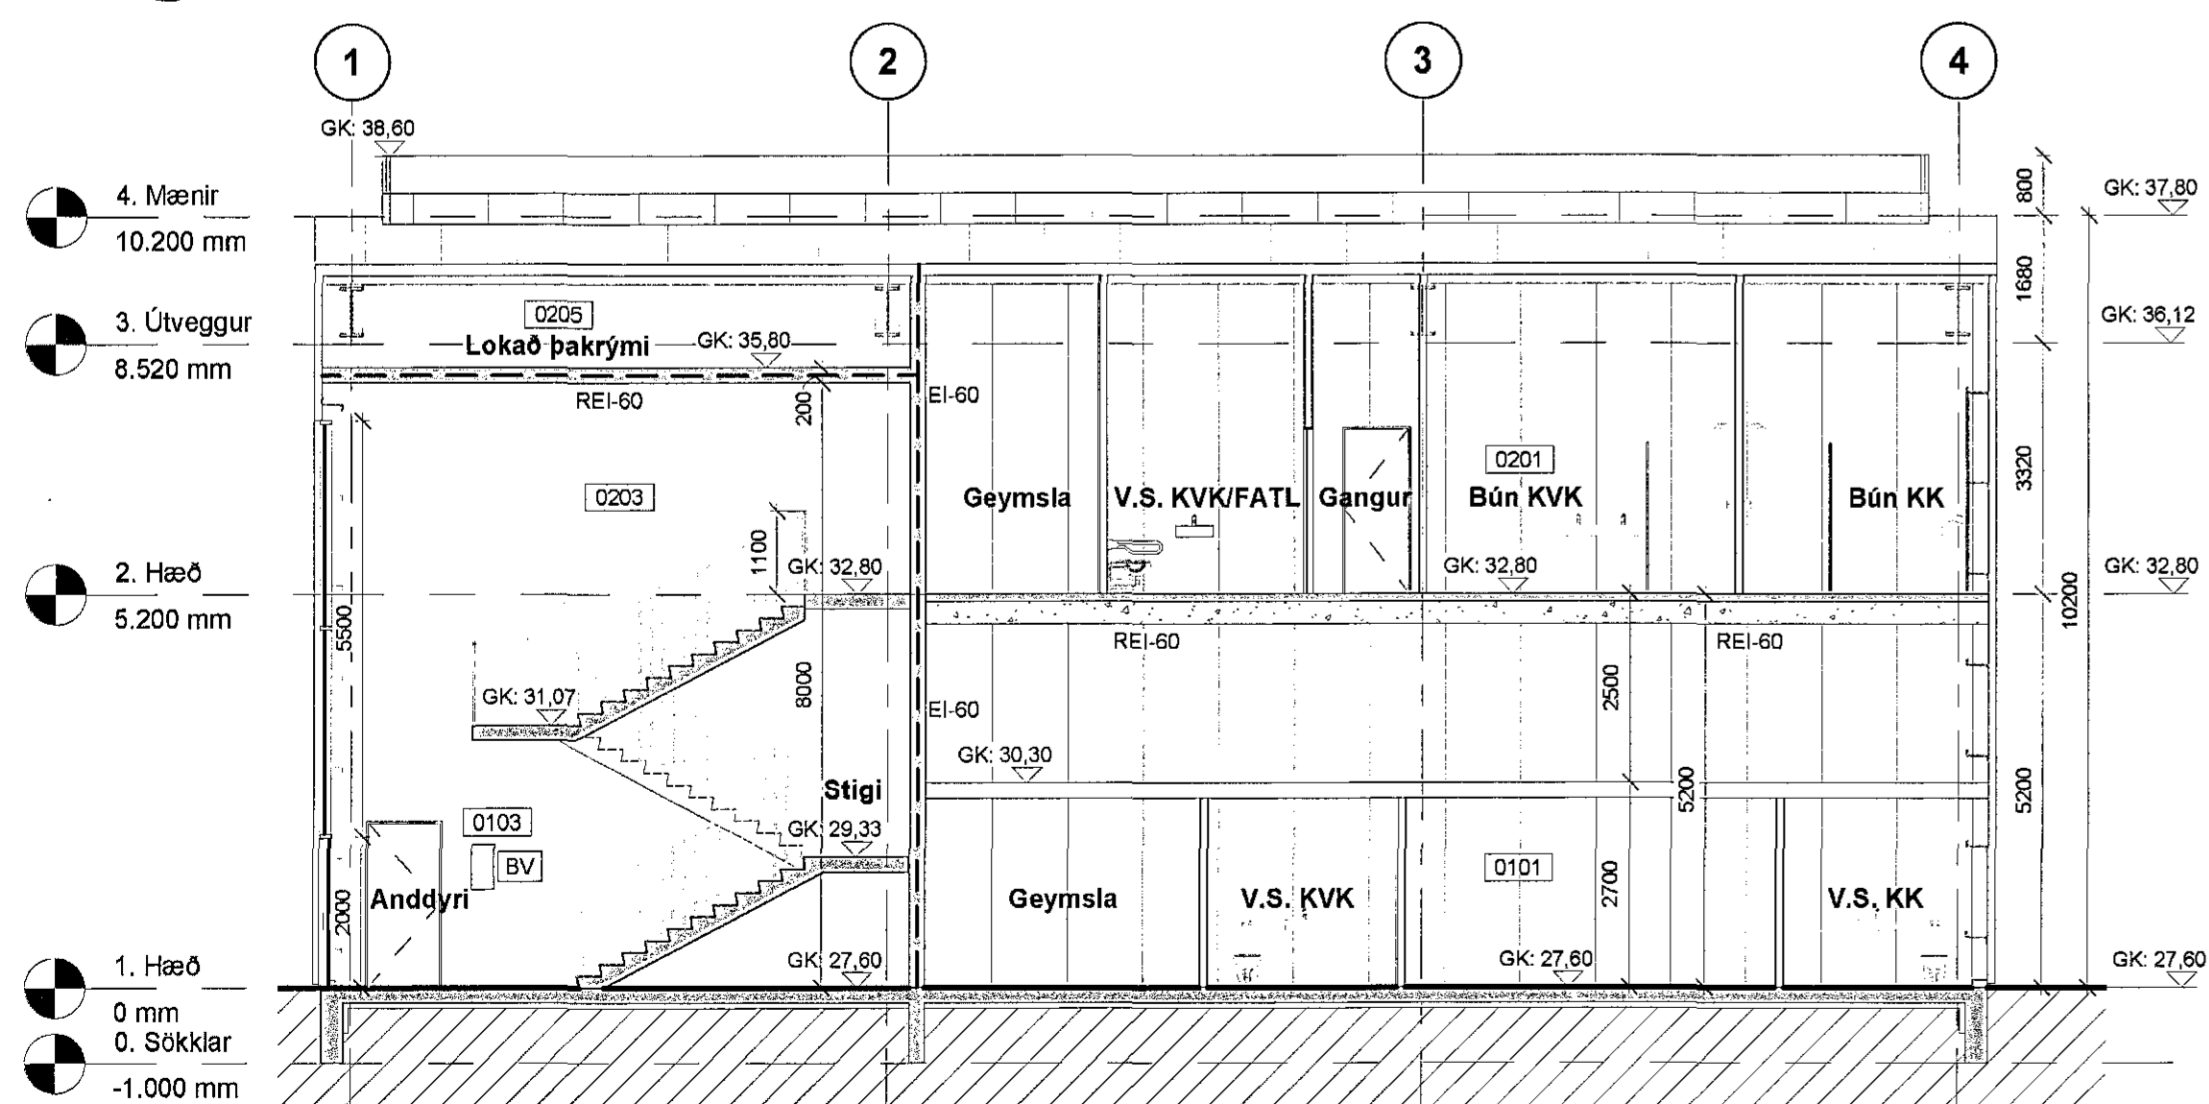 1
2
3
4
GK: 38,60
4. Mænir
10.200 mm
800
GK: 37,80
3. Útveggur
8.520 mm
0205
Lokað þakrými
GK: 35,80
1680
GK: 36,12
REI-60
200
EI-60
0203
Geymsla
V.S. KVK/FATL
Gangur
0201
Bún KVK
Bún KK
3320
1100
GK: 32,80
GK: 32,80
GK: 32,80
2. Hæð
5.200 mm
5500
10200
REI-60
REI-60
GK: 31,07
8000
EI-60
2500
GK: 30,30
Stigi
5200
5200
0103
GK: 29,33
BV
0101
2000
Anddyri
Geymsla
V.S. KVK
2700
V.S. KK
1. Hæð
0 mm
GK: 27,60
GK: 27,60
GK: 27,60
0. Sökklar
-1.000 mm